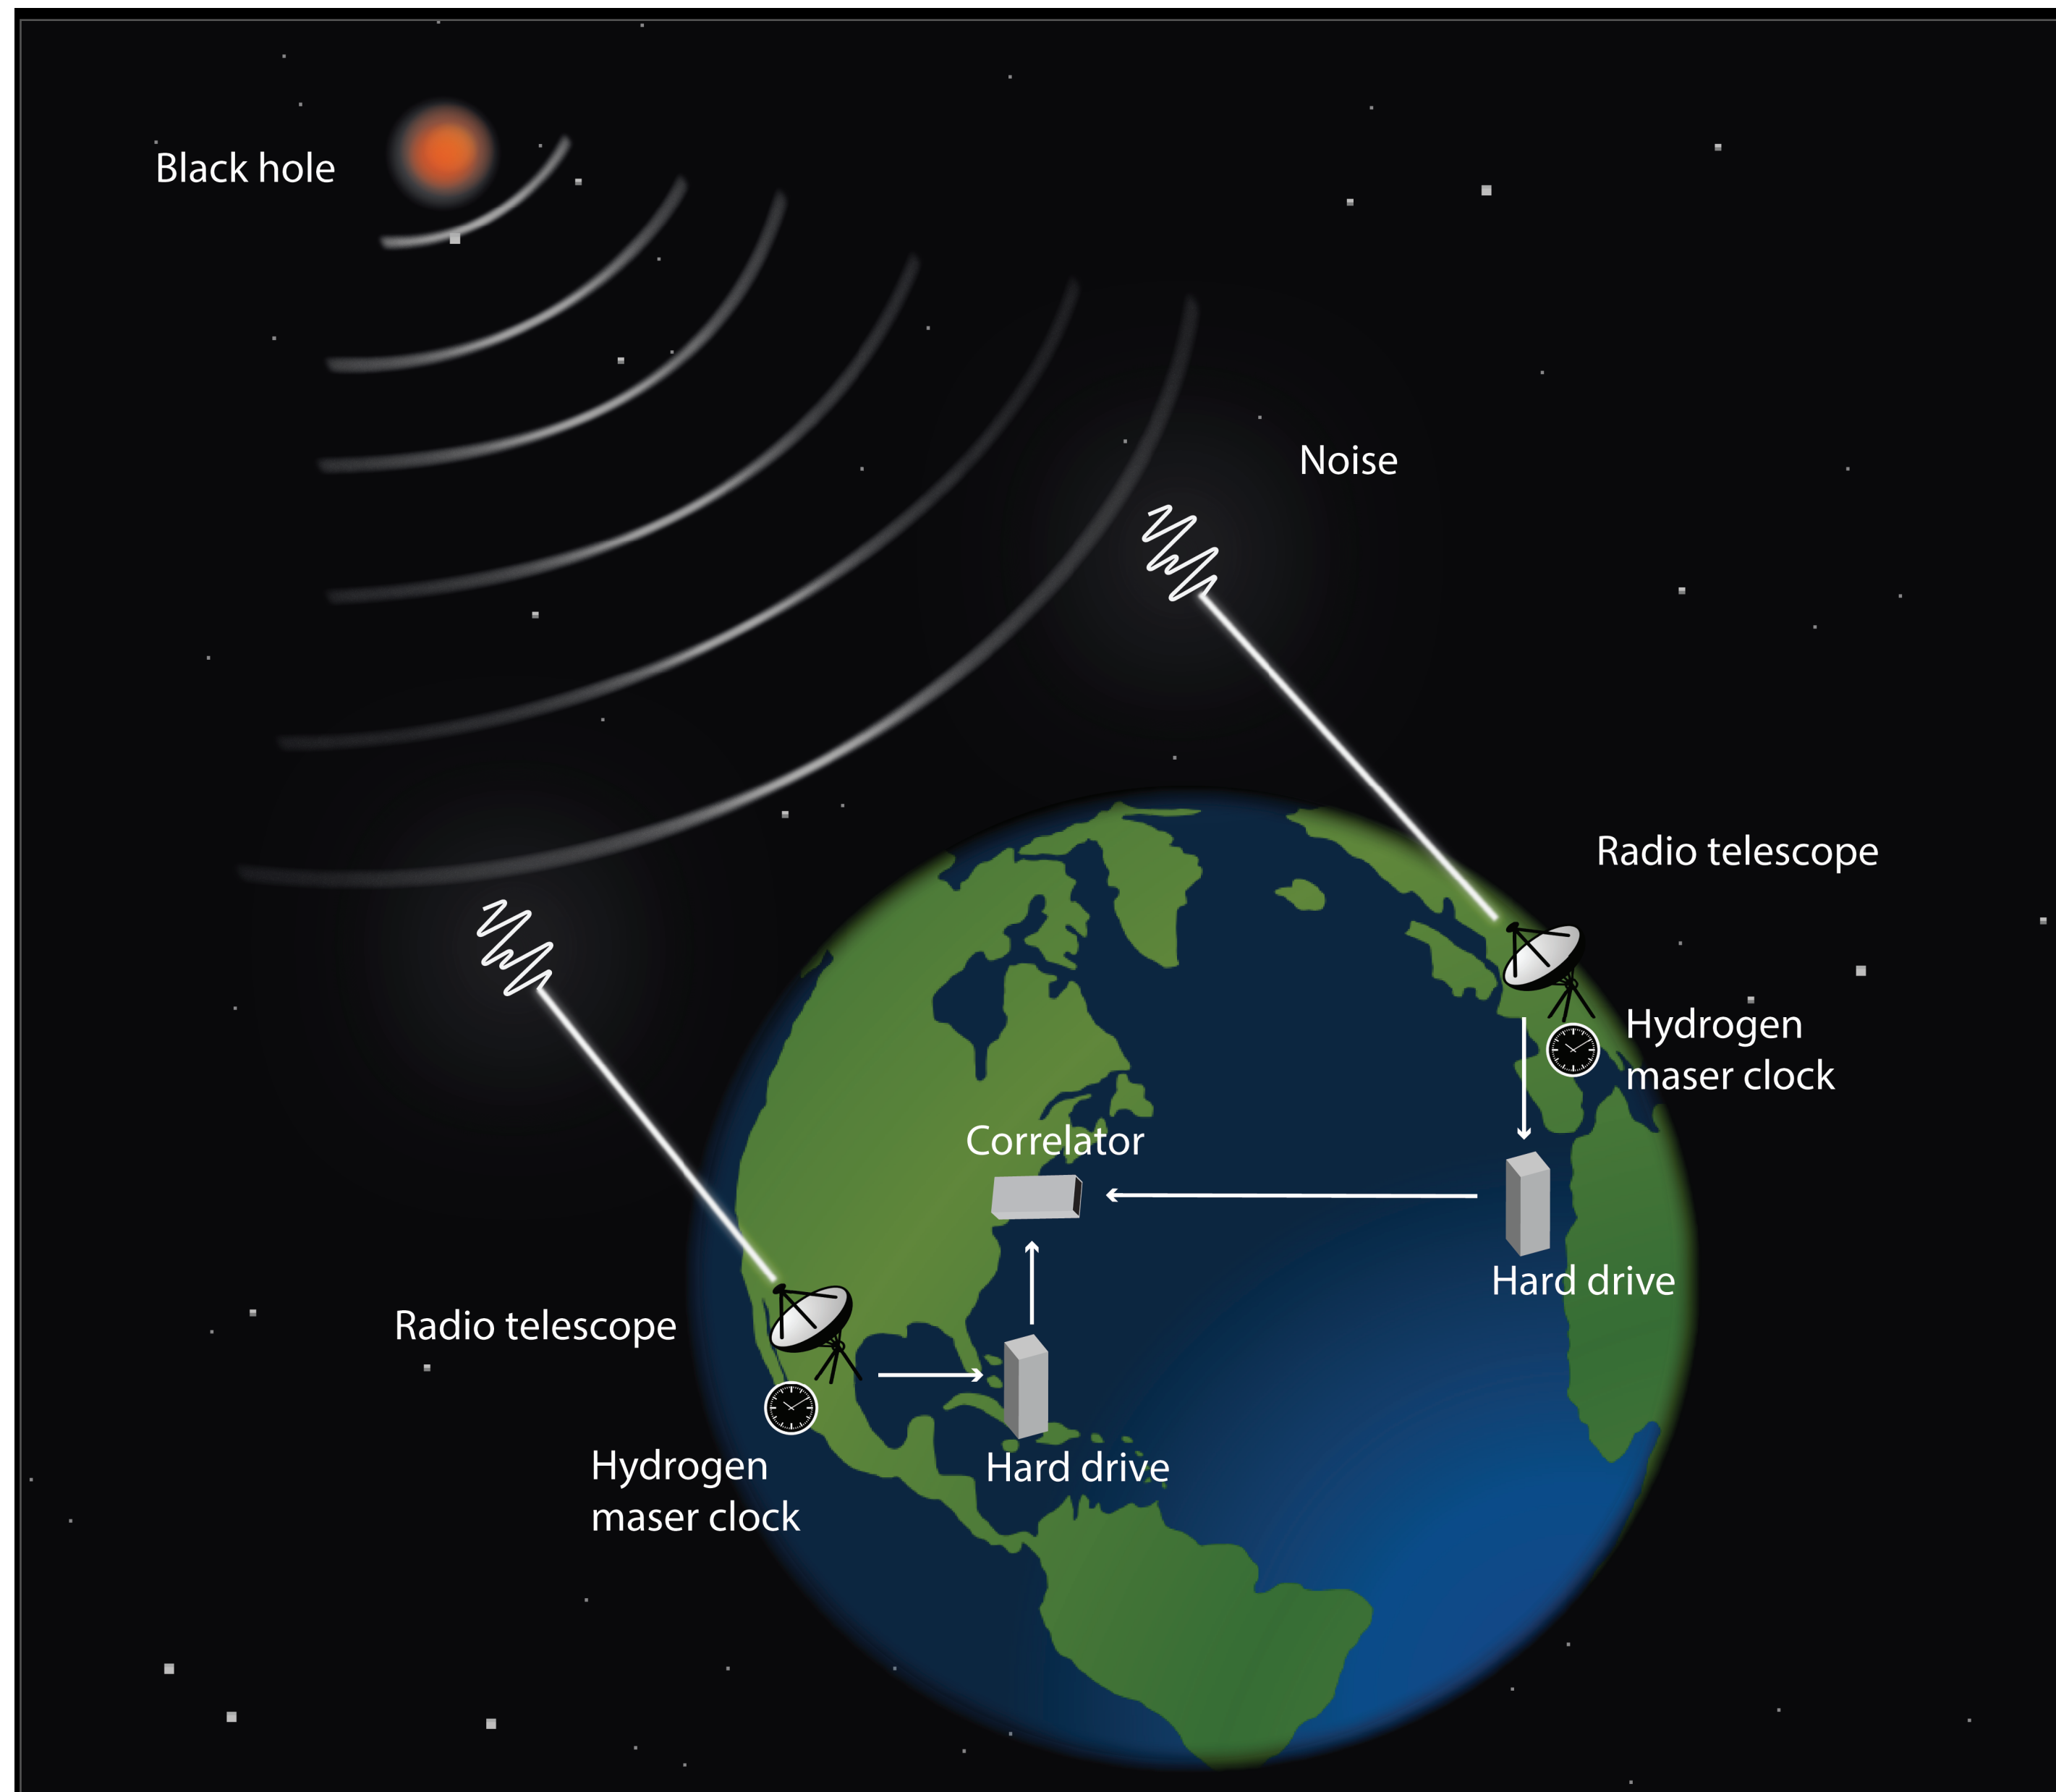 Black hole
Noise
Radio telescope
Hydrogen
maser clock
Correlator
Hard drive
Radio telescope
Hydrogen
maser clock
Hard drive